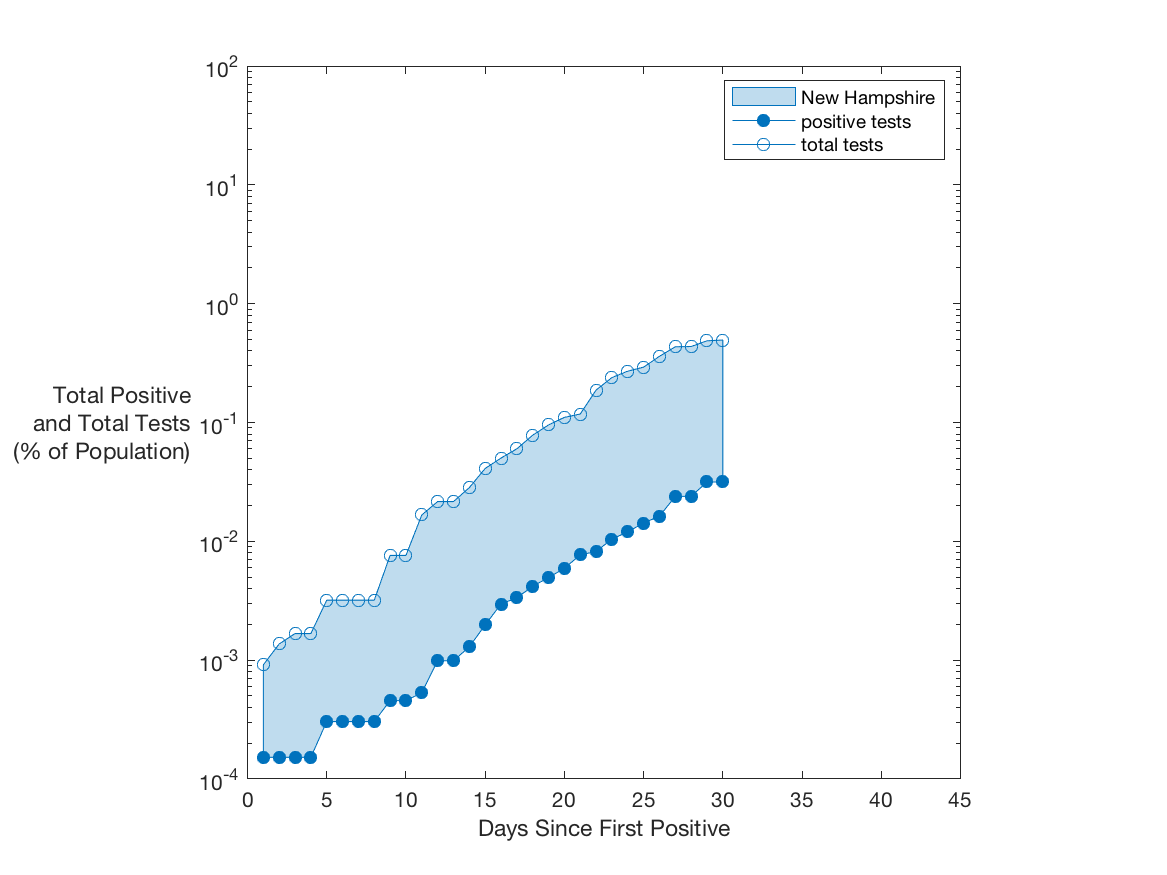 10^2
10^1
10^0
10^-1
10^-2
10^-3
10^-4
Total Positive
and Total Tests
(% of Population)
New Hampshire
positive tests
total tests
0 5 10 15 20 25 30 35 40 45
Days Since First Positive